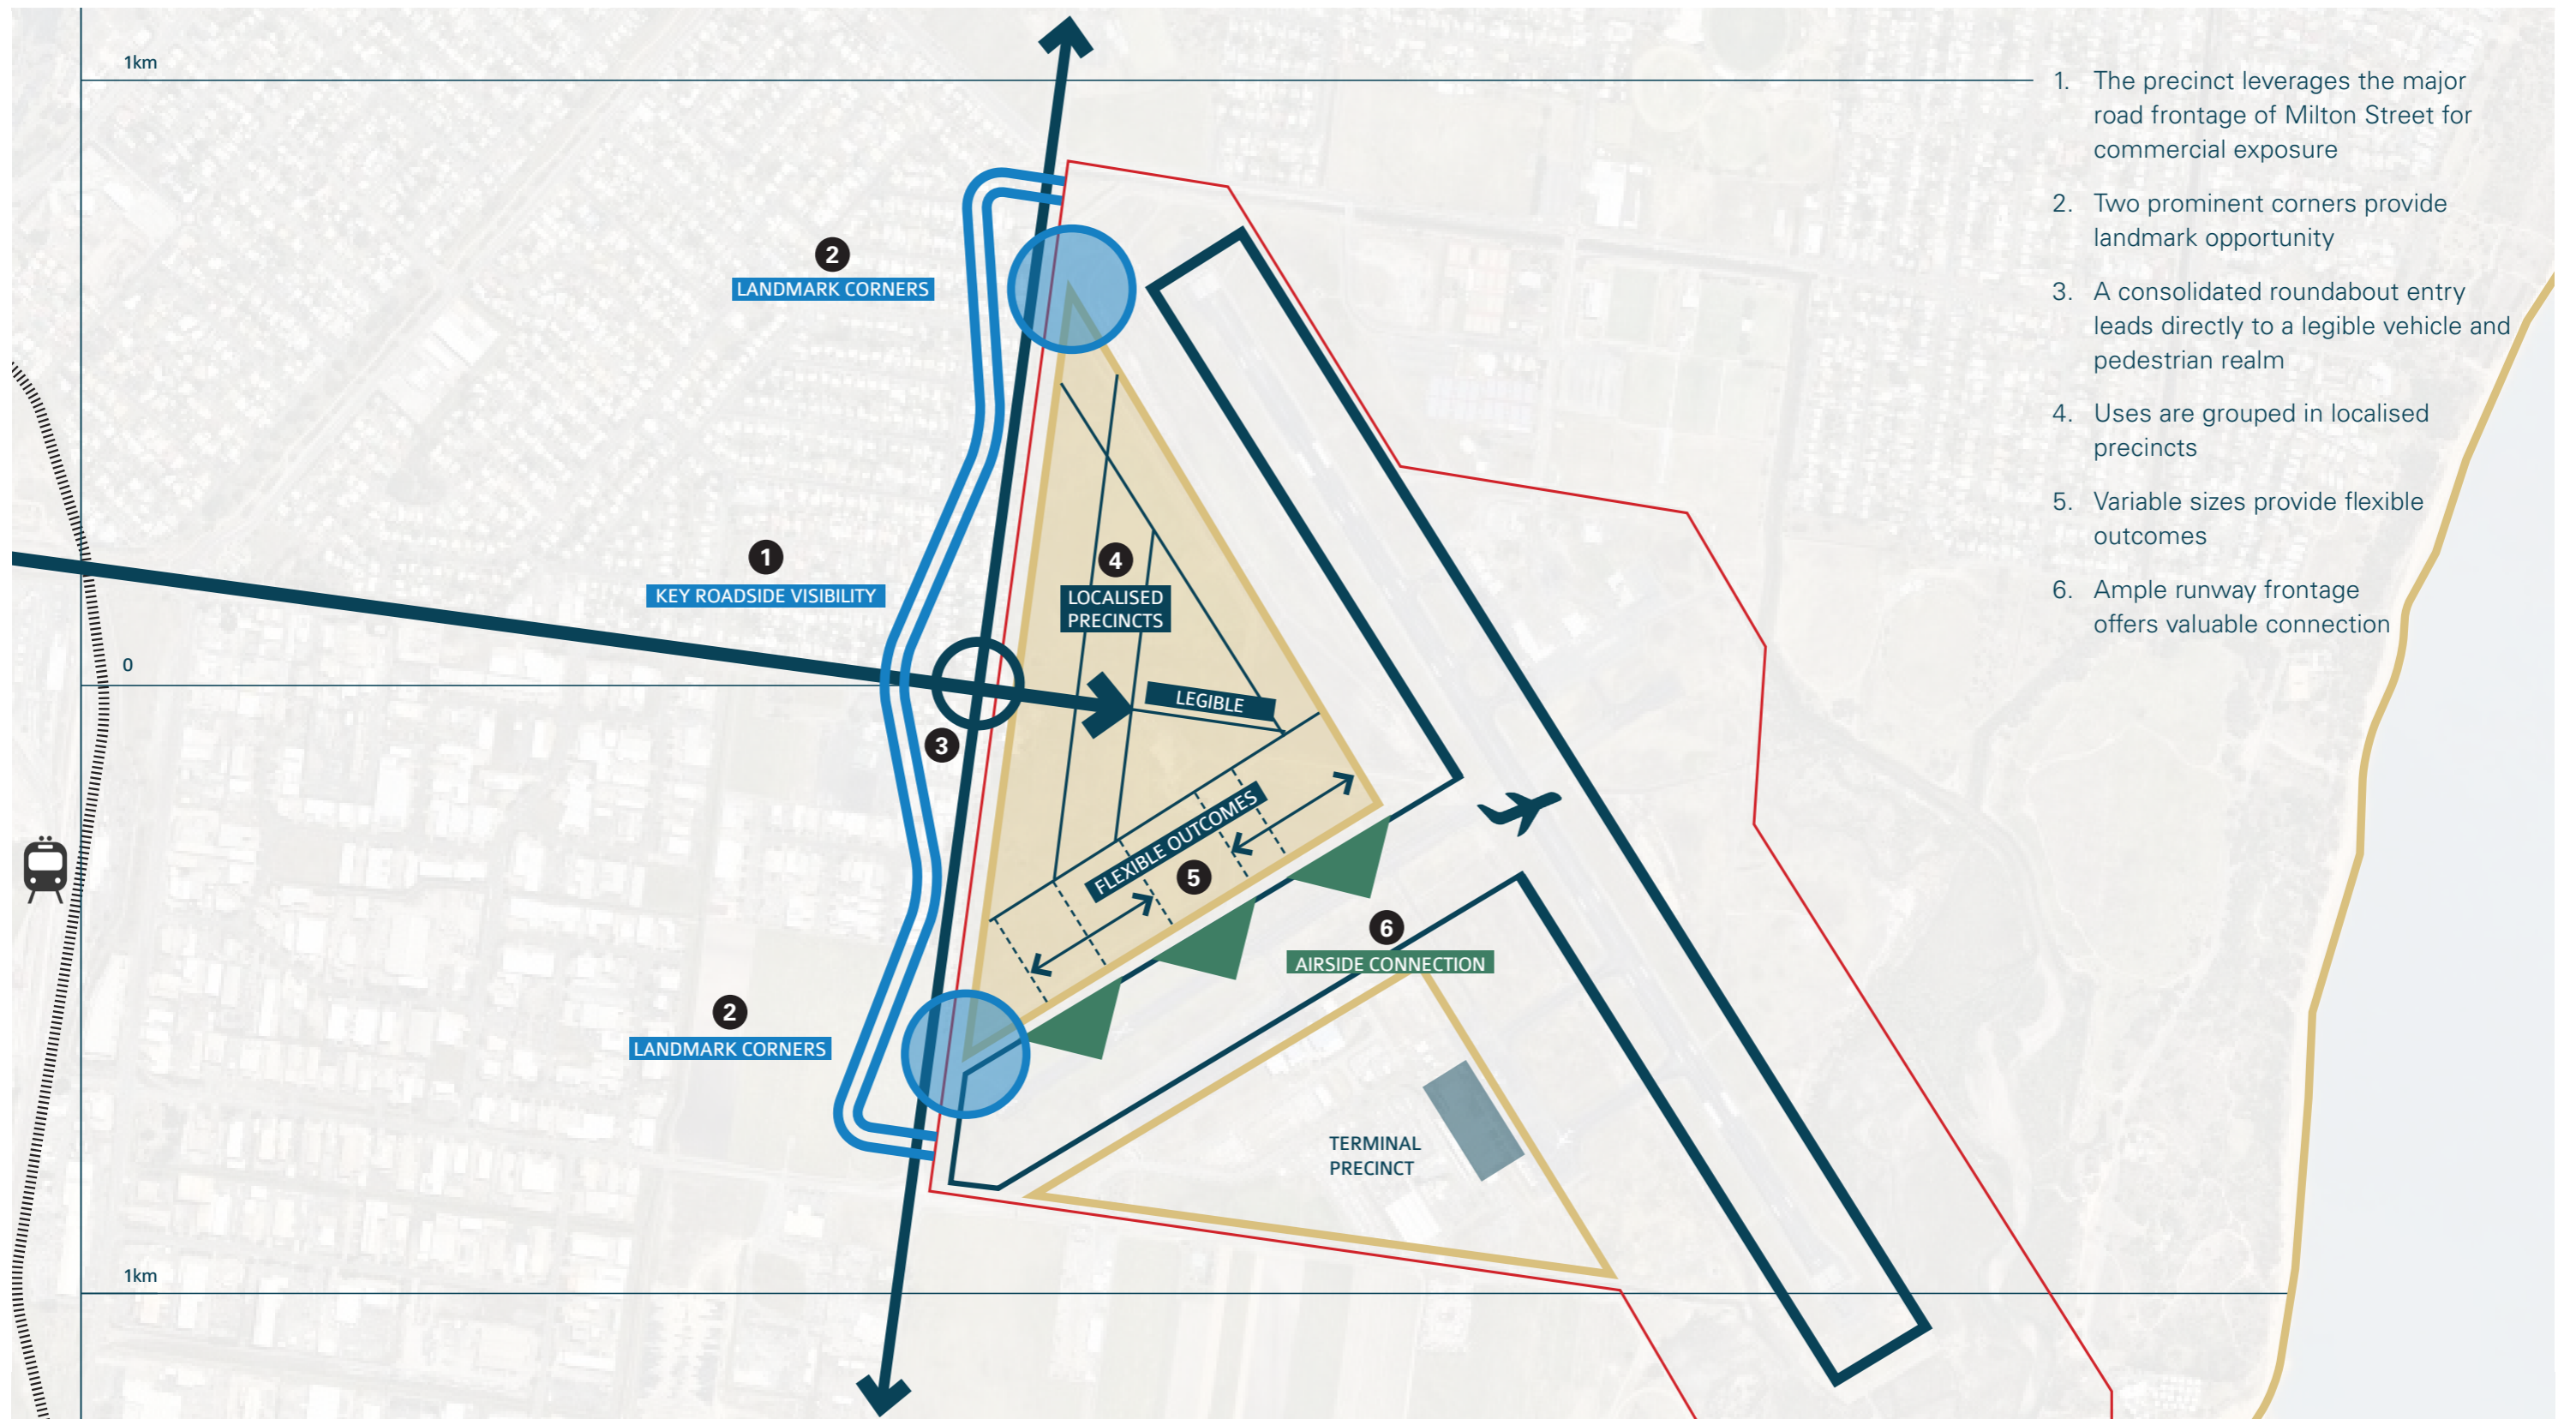 1km
1. The precinct leverages the major
road frontage of Milton Street for
commercial exposure
2. Two prominent corners provide
landmark opportunity
3. A consolidated roundabout entry
leads directly to a legible vehicle and
pedestrian realm
4. Uses are grouped in localised
precincts
5. Variable sizes provide flexible
outcomes
6. Ample runway frontage
offers valuable connection
2
LANDMARK CORNERS
1
KEY ROADSIDE VISIBILITY
4
LOCALISED
PRECINCTS
0
LEGIBLE
3
FLEXIBLE OUTCOMES
5
6
AIRSIDE CONNECTION
2
LANDMARK CORNERS
TERMINAL
PRECINCT
1km